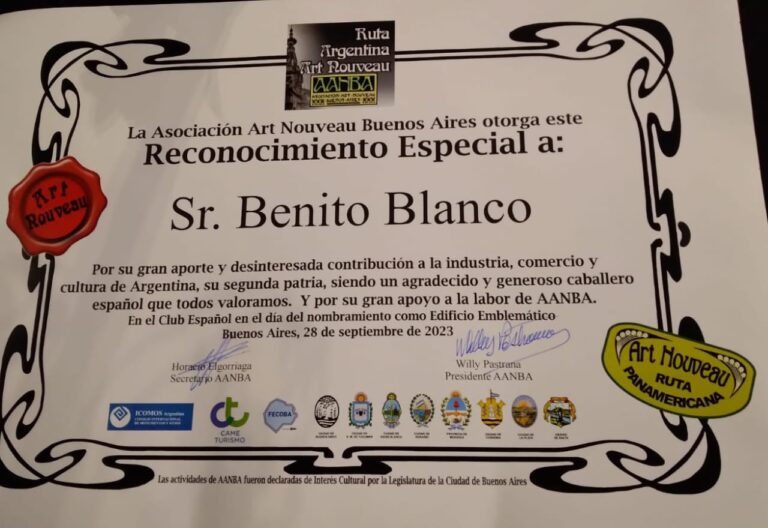 Ruta
Argentina
Art Nouveau
AANBA
La Asociación Art Nouveau Buenos Aires otorga este
Reconocimiento Especial a:
Sr. Benito Blanco
Art
Nouveau
Por su gran aporte y desinteresada contribución a la industria, comercio y
cultura de Argentina, su segunda patria, siendo un agradecido y generoso caballero
español que todos valoramos. Y por su gran apoyo a la labor de AANBA.
En el Club Español en el día del nombramiento como Edificio Emblemático
Buenos Aires, 28 de septiembre de 2023
Horacio Elgorriaga
Secretario AANBA
Willy Pastrana
Presidente AANBA
Art Nouveau
RUTA
PANAMERICANA
ICOMOS Argentina
CAME
TURISMO
FECOBA
Las actividades de AANBA fueron declaradas de Interés Cultural por la Legislatura de la Ciudad de Buenos Aires